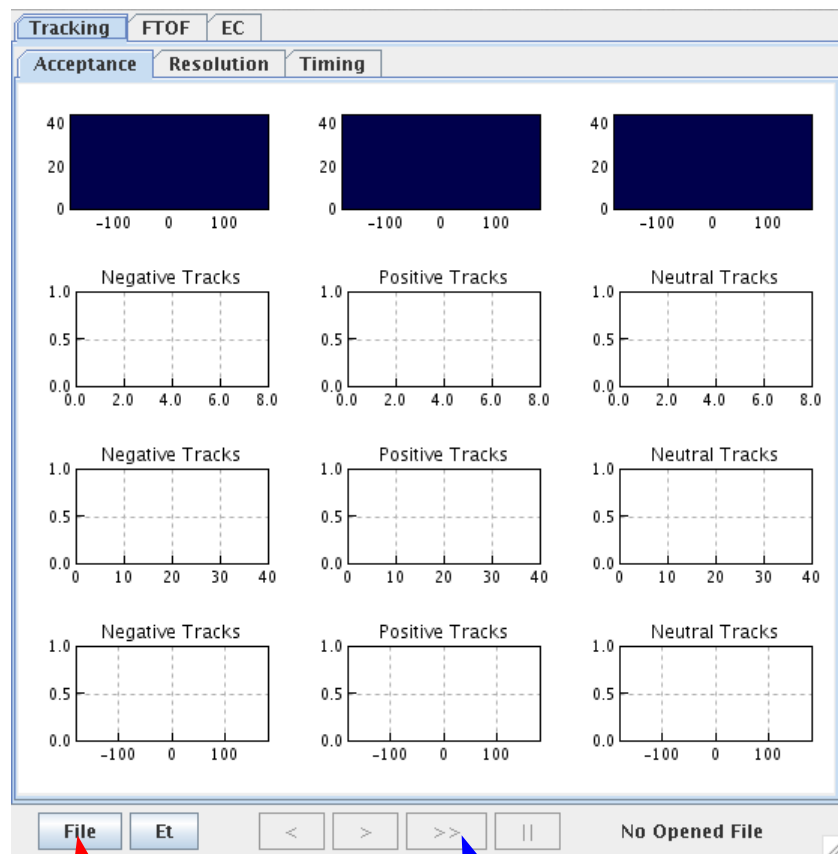 Tracking FTOF EC
Acceptance Resolution Timing
40 40 40
20 20 20
0 0 0
-100 0 100 -100 0 100 -100 0 100
Negative Tracks Positive Tracks Neutral Tracks
1.0 1.0 1.0
0.5 0.5 0.5
0.0 0.0 0.0
0.0 2.0 4.0 6.0 8.0 0.0 2.0 4.0 6.0 8.0 0.0 2.0 4.0 6.0 8.0
Negative Tracks Positive Tracks Neutral Tracks
1.0 1.0 1.0
0.5 0.5 0.5
0.0 0.0 0.0
0 10 20 30 40 0 10 20 30 40 0 10 20 30 40
Negative Tracks Positive Tracks Neutral Tracks
1.0 1.0 1.0
0.5 0.5 0.5
0.0 0.0 0.0
-100 0 100 -100 0 100 -100 0 100
File Et < > >> || No Opened File